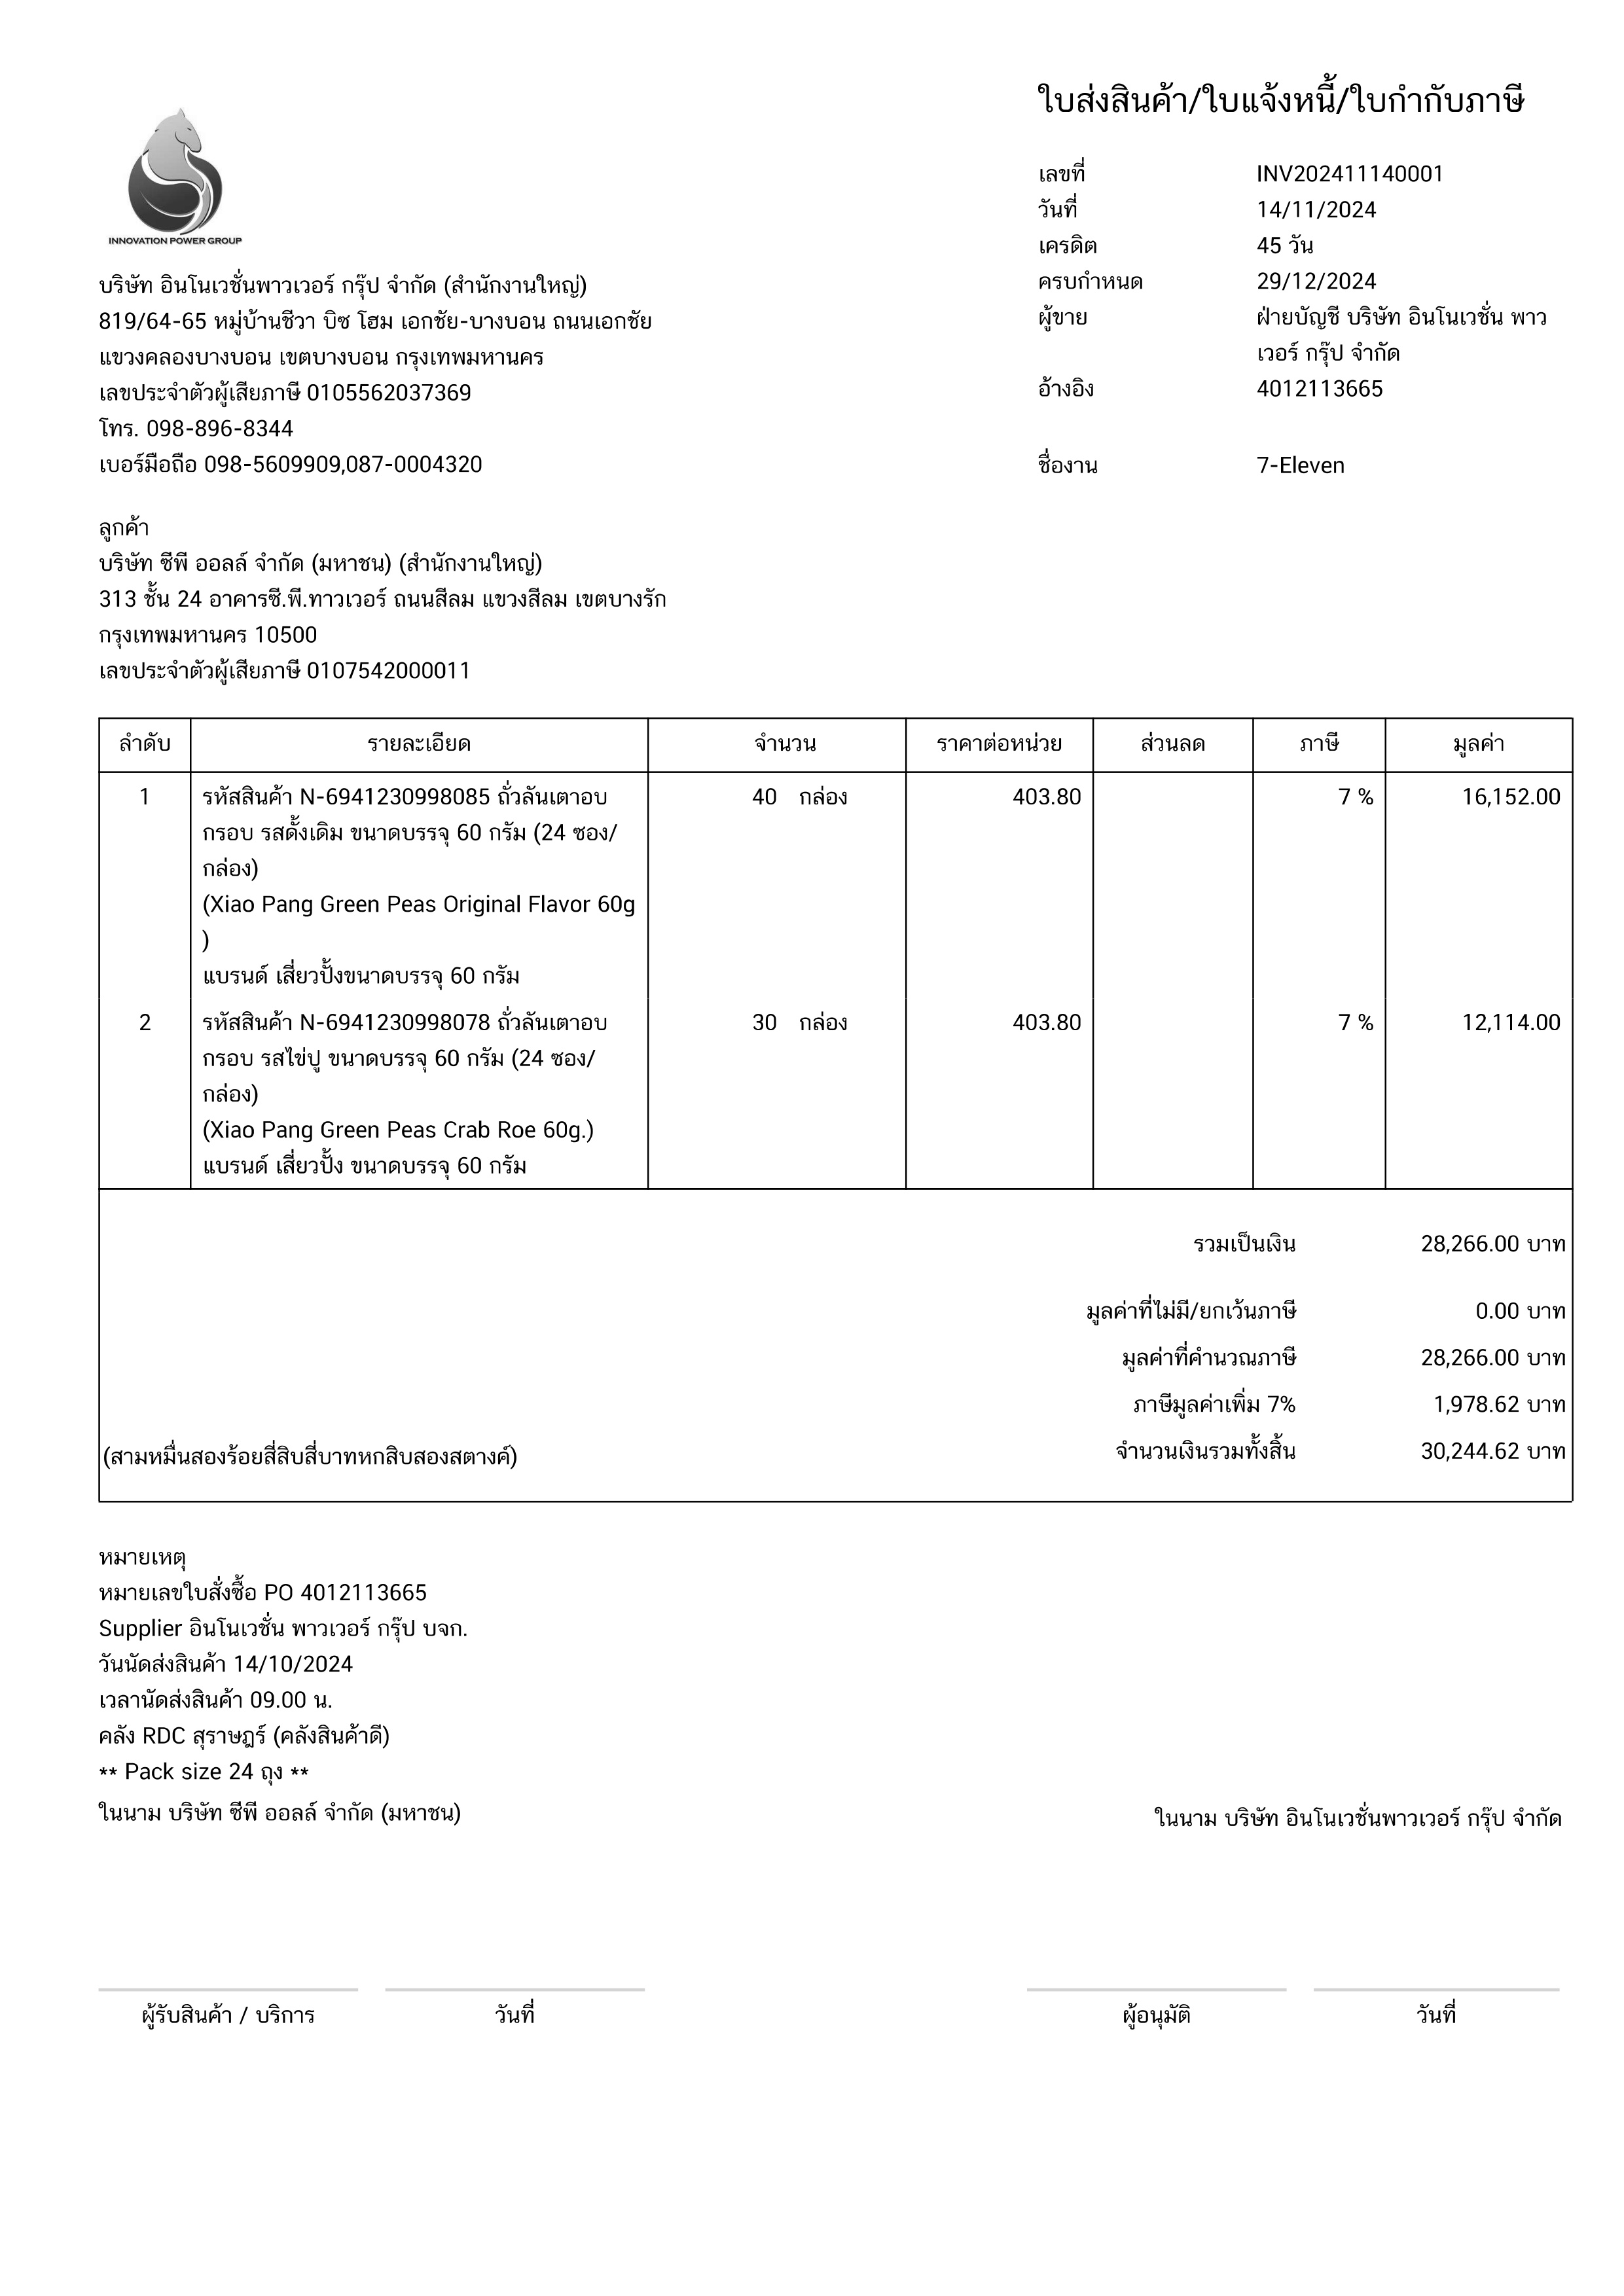 ใบส่งสินค้า/ใบแจ้งหนี้/ใบกำกับภาษี
INNOVATION POWER GROUP
เลขที่ INV202411140001
วันที่ 14/11/2024
เครดิต 45 วัน
ครบกำหนด 29/12/2024
ผู้ขาย ฝ่ายบัญชี บริษัท อินโนเวชั่น พาว
เวอร์ กรุ๊ป จำกัด
อ้างอิง 4012113665
ชื่องาน 7-Eleven
บริษัท อินโนเวชั่นพาวเวอร์ กรุ๊ป จำกัด (สำนักงานใหญ่)
819/64-65 หมู่บ้านชีวา บิซ โฮม เอกชัย-บางบอน ถนนเอกชัย
แขวงคลองบางบอน เขตบางบอน กรุงเทพมหานคร
เลขประจำตัวผู้เสียภาษี 0105562037369
โทร. 098-896-8344
เบอร์มือถือ 098-5609909,087-0004320
ลูกค้า
บริษัท ซีพี ออลล์ จำกัด (มหาชน) (สำนักงานใหญ่)
313 ชั้น 24 อาคารซี.พี.ทาวเวอร์ ถนนสีลม แขวงสีลม เขตบางรัก
กรุงเทพมหานคร 10500
เลขประจำตัวผู้เสียภาษี 0107542000011
ลำดับ รายละเอียด จำนวน ราคาต่อหน่วย ส่วนลด ภาษี มูลค่า
1 รหัสสินค้า N-6941230998085 ถั่วลันเตาอบ 40 กล่อง 403.80 7 % 16,152.00
กรอบ รสดั้งเดิม ขนาดบรรจุ 60 กรัม (24 ซอง/
กล่อง)
(Xiao Pang Green Peas Original Flavor 60g
)
แบรนด์ เสี่ยวปั้งขนาดบรรจุ 60 กรัม
2 รหัสสินค้า N-6941230998078 ถั่วลันเตาอบ 30 กล่อง 403.80 7 % 12,114.00
กรอบ รสไข่ปู ขนาดบรรจุ 60 กรัม (24 ซอง/
กล่อง)
(Xiao Pang Green Peas Crab Roe 60g.)
แบรนด์ เสี่ยวปั้ง ขนาดบรรจุ 60 กรัม
รวมเป็นเงิน 28,266.00 บาท
มูลค่าที่ไม่มี/ยกเว้นภาษี 0.00 บาท
มูลค่าที่คำนวณภาษี 28,266.00 บาท
ภาษีมูลค่าเพิ่ม 7% 1,978.62 บาท
(สามหมื่นสองร้อยสี่สิบสี่บาทหกสิบสองสตางค์) จำนวนเงินรวมทั้งสิ้น 30,244.62 บาท
หมายเหตุ
หมายเลขใบสั่งซื้อ PO 4012113665
Supplier อินโนเวชั่น พาวเวอร์ กรุ๊ป บจก.
วันนัดส่งสินค้า 14/10/2024
เวลานัดส่งสินค้า 09.00 น.
คลัง RDC สุราษฎร์ (คลังสินค้าดี)
** Pack size 24 ถุง **
ในนาม บริษัท ซีพี ออลล์ จำกัด (มหาชน) ในนาม บริษัท อินโนเวชั่นพาวเวอร์ กรุ๊ป จำกัด
ผู้รับสินค้า / บริการ วันที่ ผู้อนุมัติ วันที่